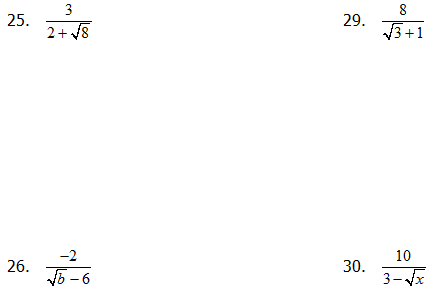 25. 3/(2+√8)
29. 8/(√3+1)
26. −2/(√b−6)
30. 10/(3−√x)